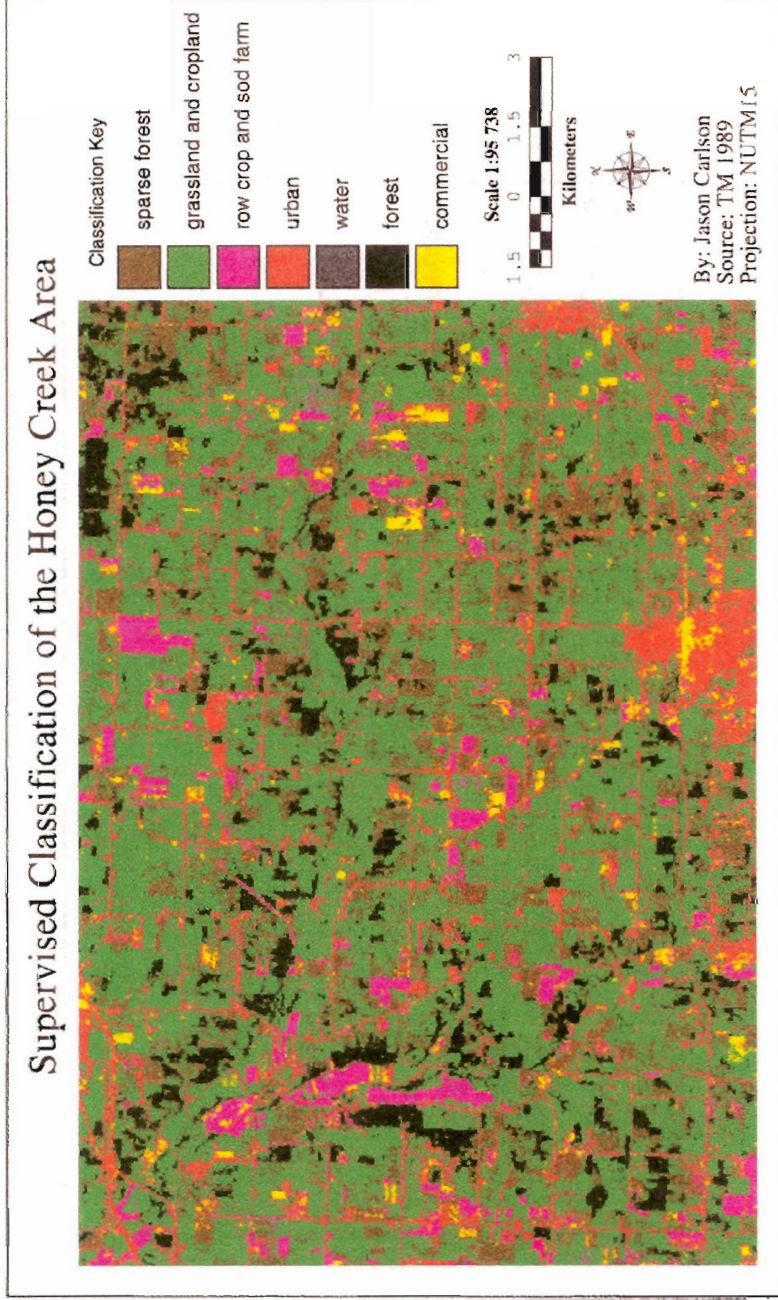 Supervised Classification of the Honey Creek Area
Classification Key
sparse forest
grassland and cropland
row crop and sod farm
urban
water
forest
commercial
Scale 1:95 738
1.5 0 1.5 3
Kilometers
N
W E
S
By: Jason Carlson
Source: TM 1989
Projection: NUTM15